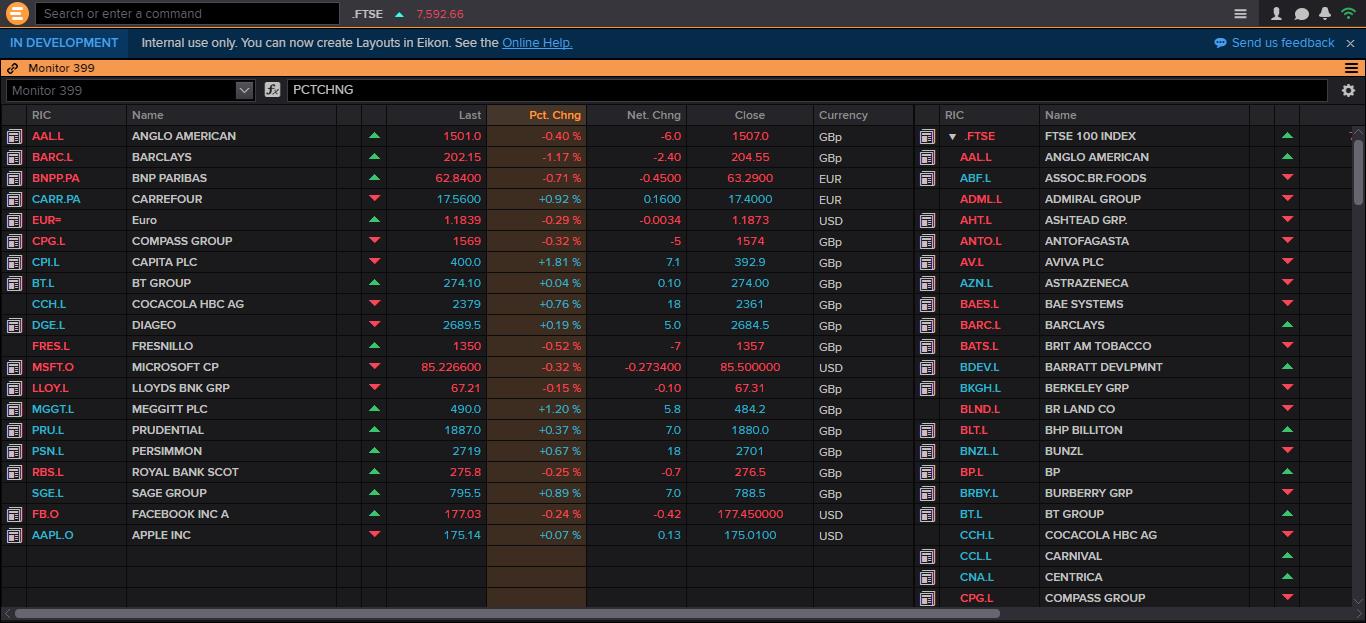 Search or enter a command .FTSE 7,592.66
IN DEVELOPMENT Internal use only. You can now create Layouts in Eikon. See the Online Help. Send us feedback
Monitor 399
Monitor 399 fx PCTCHNG
RIC Name Last Pct. Chng Net. Chng Close Currency RIC Name
AAL.L ANGLO AMERICAN 1501.0 -0.40 % -6.0 1507.0 GBp .FTSE FTSE 100 INDEX
BARC.L BARCLAYS 202.15 -1.17 % -2.40 204.55 GBp AAL.L ANGLO AMERICAN
BNPP.PA BNP PARIBAS 62.8400 -0.71 % -0.4500 63.2900 EUR ABF.L ASSOC.BR.FOODS
CARR.PA CARREFOUR 17.5600 +0.92 % 0.1600 17.4000 EUR ADML.L ADMIRAL GROUP
EUR= Euro 1.1839 -0.29 % -0.0034 1.1873 USD AHT.L ASHTEAD GRP.
CPG.L COMPASS GROUP 1569 -0.32 % -5 1574 GBp ANTO.L ANTOFAGASTA
CPI.L CAPITA PLC 400.0 +1.81 % 7.1 392.9 GBp AV.L AVIVA PLC
BT.L BT GROUP 274.10 +0.04 % 0.10 274.00 GBp AZN.L ASTRAZENECA
CCH.L COCACOLA HBC AG 2379 +0.76 % 18 2361 GBp BAES.L BAE SYSTEMS
DGE.L DIAGEO 2689.5 +0.19 % 5.0 2684.5 GBp BARC.L BARCLAYS
FRES.L FRESNILLO 1350 -0.52 % -7 1357 GBp BATS.L BRIT AM TOBACCO
MSFT.O MICROSOFT CP 85.226600 -0.32 % -0.273400 85.500000 USD BDEV.L BARRATT DEVLPMNT
LLOY.L LLOYDS BNK GRP 67.21 -0.15 % -0.10 67.31 GBp BKGH.L BERKELEY GRP
MGGT.L MEGGITT PLC 490.0 +1.20 % 5.8 484.2 GBp BLND.L BR LAND CO
PRU.L PRUDENTIAL 1887.0 +0.37 % 7.0 1880.0 GBp BLT.L BHP BILLITON
PSN.L PERSIMMON 2719 +0.67 % 18 2701 GBp BNZL.L BUNZL
RBS.L ROYAL BANK SCOT 275.8 -0.25 % -0.7 276.5 GBp BP.L BP
SGE.L SAGE GROUP 795.5 +0.89 % 7.0 788.5 GBp BRBY.L BURBERRY GRP
FB.O FACEBOOK INC A 177.03 -0.24 % -0.42 177.450000 USD BT.L BT GROUP
AAPL.O APPLE INC 175.14 +0.07 % 0.13 175.0100 USD CCH.L COCACOLA HBC AG
CCL.L CARNIVAL
CNA.L CENTRICA
CPG.L COMPASS GROUP